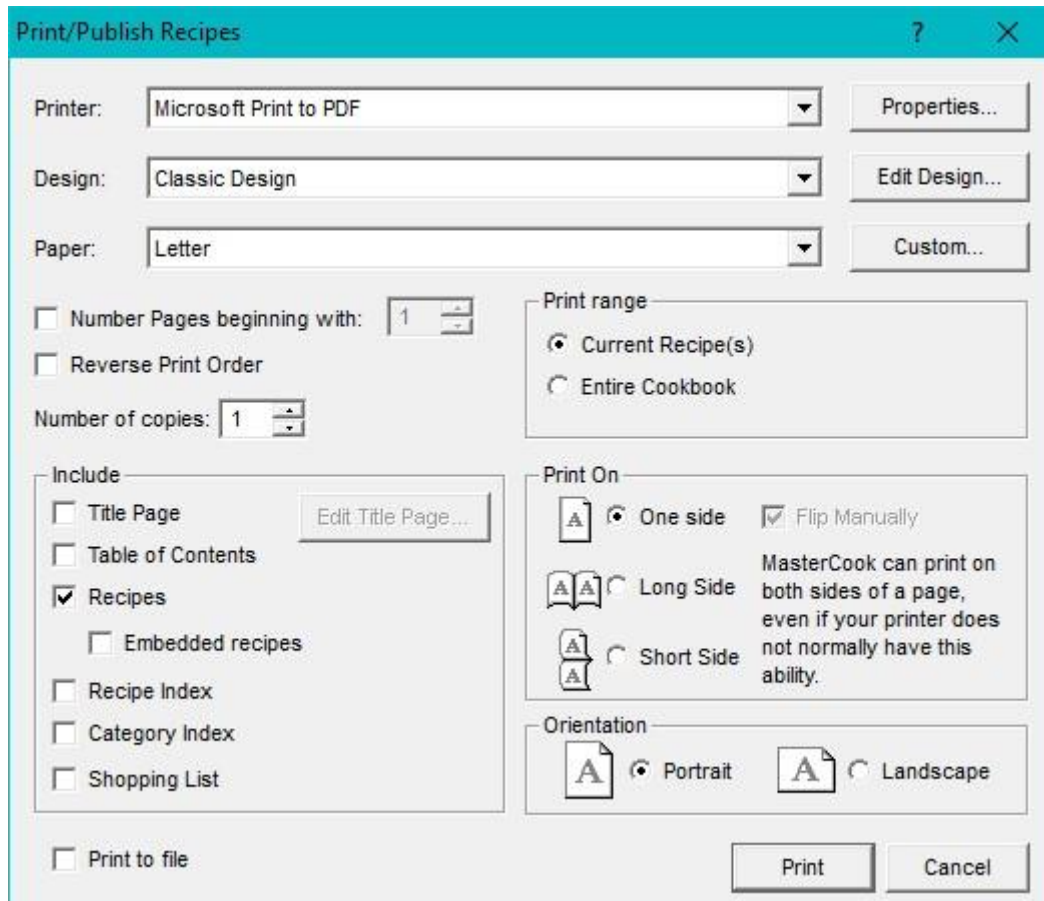 Print/Publish Recipes ?
Printer: Microsoft Print to PDF Properties...
Design: Classic Design Edit Design...
Paper: Letter Custom...
Number Pages beginning with: 1
Reverse Print Order
Number of copies: 1
Print range
Current Recipe(s)
Entire Cookbook
Include
Title Page Edit Title Page...
Table of Contents
Recipes
Embedded recipes
Recipe Index
Category Index
Shopping List
Print On
A One side Flip Manually
AA Long Side
A
A Short Side
MasterCook can print on
both sides of a page,
even if your printer does
not normally have this
ability.
Orientation
A Portrait A Landscape
Print to file
Print Cancel